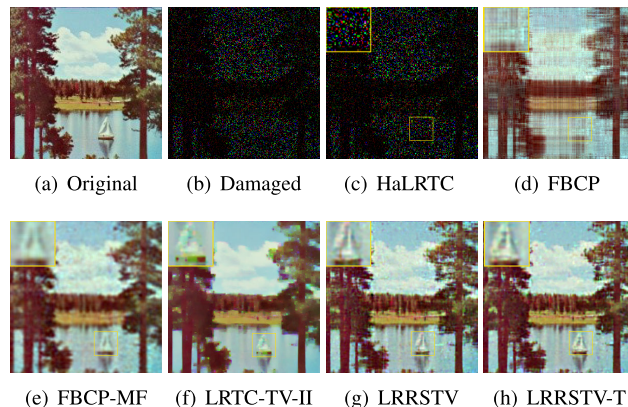 (a) Original (b) Damaged (c) HaLRTC (d) FBCP
(e) FBCP-MF (f) LRTC-TV-II (g) LRRSTV (h) LRRSTV-T